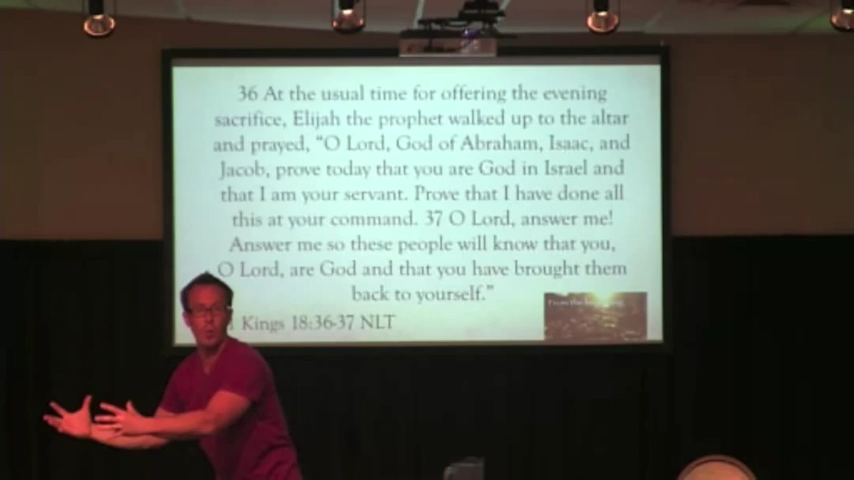 36 At the usual time for offering the evening
sacrifice, Elijah the prophet walked up to the altar
and prayed, “O Lord, God of Abraham, Isaac, and
Jacob, prove today that you are God in Israel and
that I am your servant. Prove that I have done all
this at your command. 37 O Lord, answer me!
Answer me so these people will know that you,
O Lord, are God and that you have brought them
back to yourself.”
Kings 18:36-37 NLT
From the